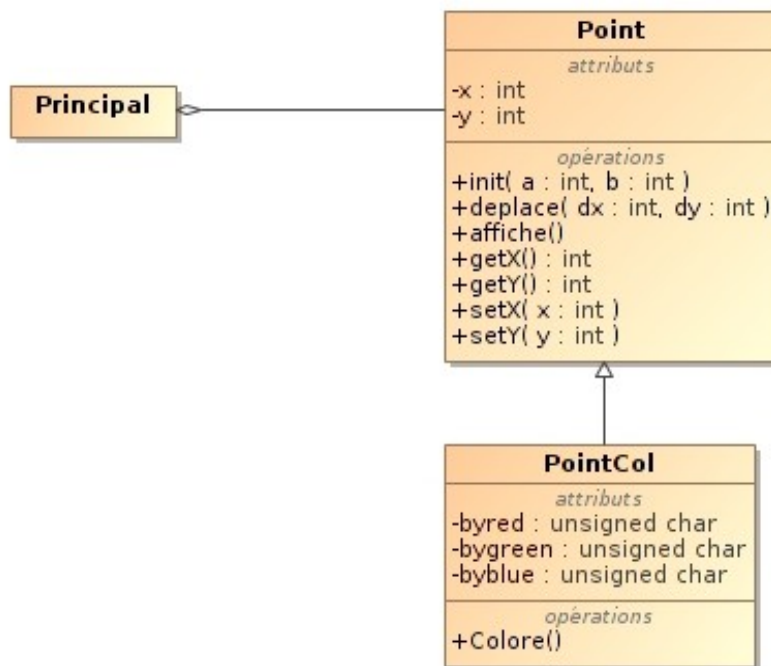 Principal
Point
attributs
-x : int
-y : int
opérations
+init( a : int, b : int )
+deplace( dx : int, dy : int )
+affiche()
+getX() : int
+getY() : int
+setX( x : int )
+setY( y : int )
PointCol
attributs
-byred : unsigned char
-bygreen : unsigned char
-byblue : unsigned char
opérations
+Colore()